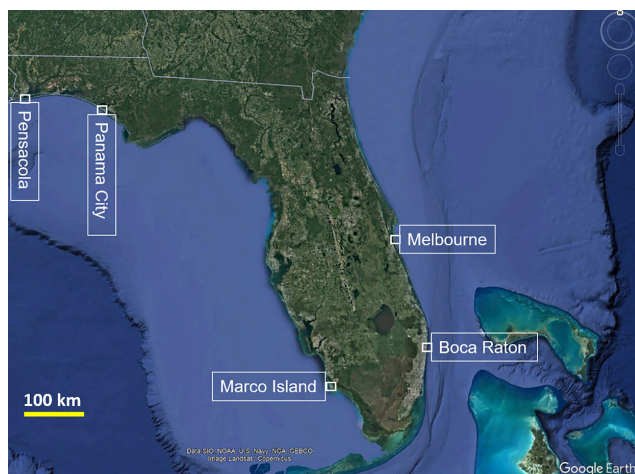 Pensacola
Panama City
Melbourne
Boca Raton
Marco Island
100 km
Data SIO, NOAA, U.S. Navy, NGA, GEBCO
Image Landsat / Copernicus
Google Earth